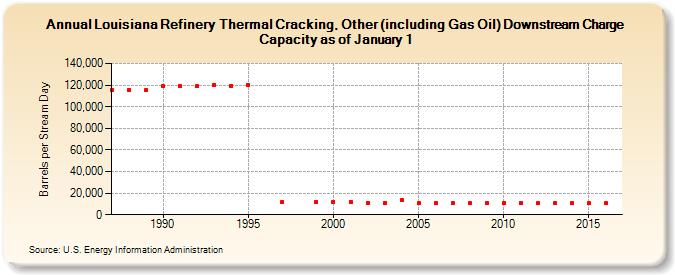 Annual Louisiana Refinery Thermal Cracking, Other (including Gas Oil) Downstream Charge
Capacity as of January 1
Barrels per Stream Day
140,000
120,000
100,000
80,000
60,000
40,000
20,000
0
1990 1995 2000 2005 2010 2015
Source: U.S. Energy Information Administration